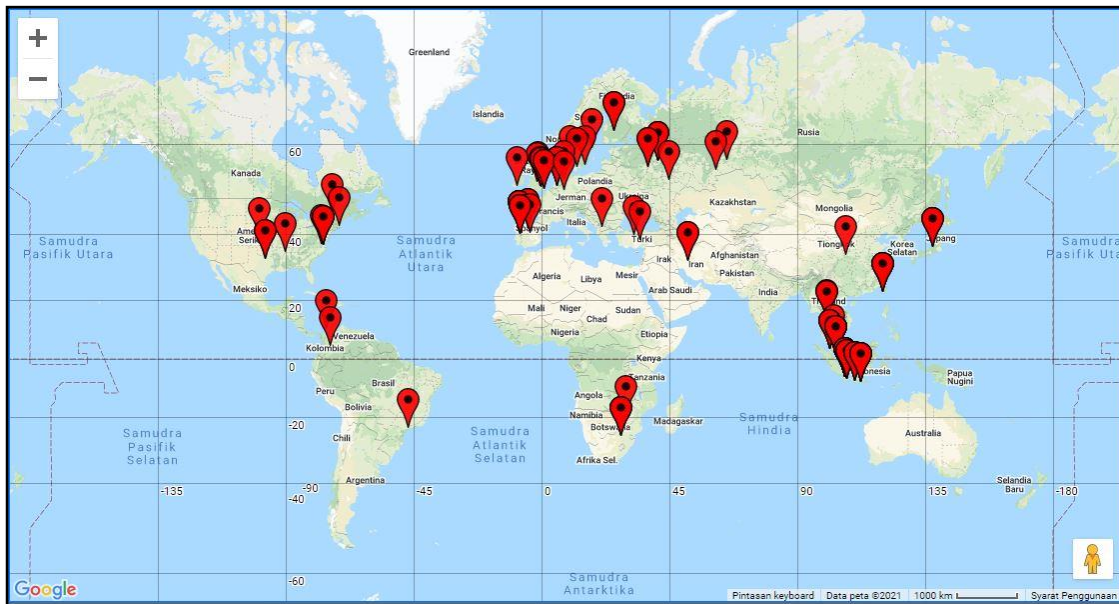 +
−
Greenland
Islandia
Rusia
60
Kanada
Polandia
Jerman
Ukraina
Kazakhstan
Mongolia
Italia
Spanyol
Turki
Tiongkok
Korea
Selatan
Jepang
40
Samudra
Pasifik Utara
Samudra
Atlantik
Utara
Samudra
Pasifik Uta
Irak
Iran
Afghanistan
Pakistan
Meksiko
Aljazair
Libya
Mesir
Arab Saudi
India
Thailand
20
Mali
Niger
Chad
Sudan
Nigeria
Etiopia
Venezuela
Kolombia
0
Kenya
Tanzania
Indonesia
Papua
Nugini
Peru
Brasil
Bolivia
Angola
Namibia
Botswana
Madagaskar
Samudra
Hindia
-20
Samudra
Pasifik
Selatan
Samudra
Atlantik
Selatan
Chili
Afrika Sel.
Australia
Argentina
Selandia
Baru
-135
-90
-45
0
45
90
135
-180
-40
-60
Samudra
Antarktika
Google
Pintasan keyboard
Data peta ©2021
1000 km
Syarat Penggunaan